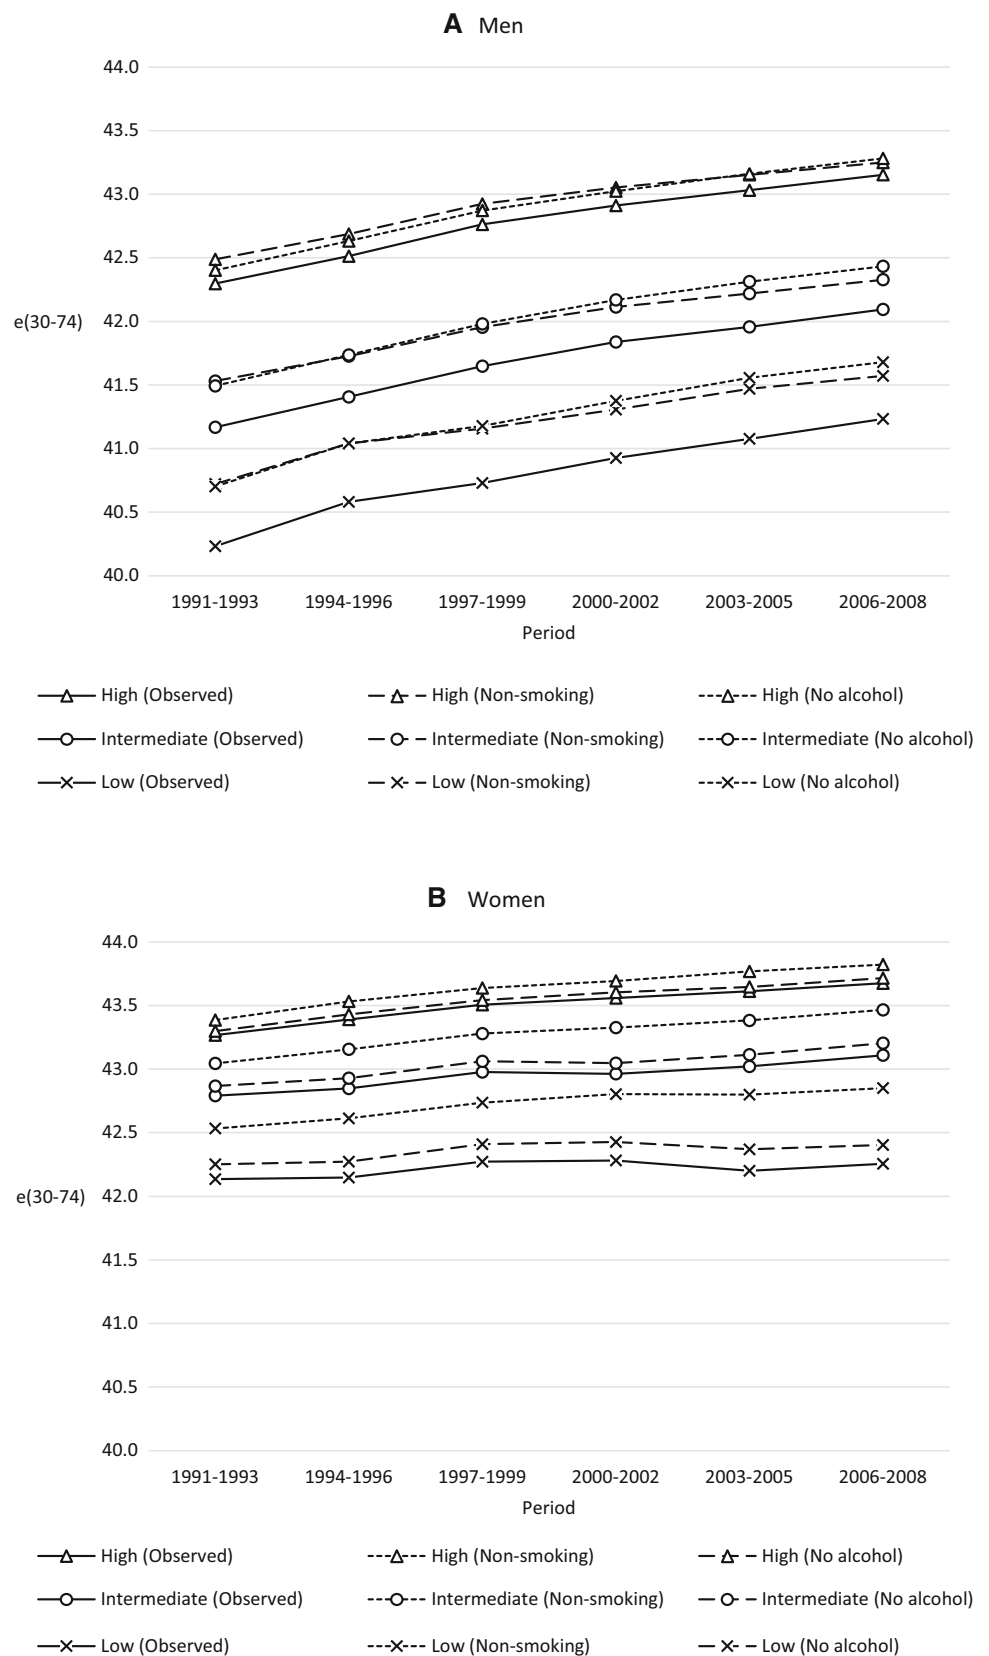 A Men
44.0
43.5
43.0
42.5
e(30-74) 42.0
41.5
41.0
40.5
40.0
1991-1993 1994-1996 1997-1999 2000-2002 2003-2005 2006-2008
Period
High (Observed) High (Non-smoking) High (No alcohol)
Intermediate (Observed) Intermediate (Non-smoking) Intermediate (No alcohol)
Low (Observed) Low (Non-smoking) Low (No alcohol)
B Women
44.0
43.5
43.0
42.5
e(30-74) 42.0
41.5
41.0
40.5
40.0
1991-1993 1994-1996 1997-1999 2000-2002 2003-2005 2006-2008
Period
High (Observed) High (Non-smoking) High (No alcohol)
Intermediate (Observed) Intermediate (Non-smoking) Intermediate (No alcohol)
Low (Observed) Low (Non-smoking) Low (No alcohol)